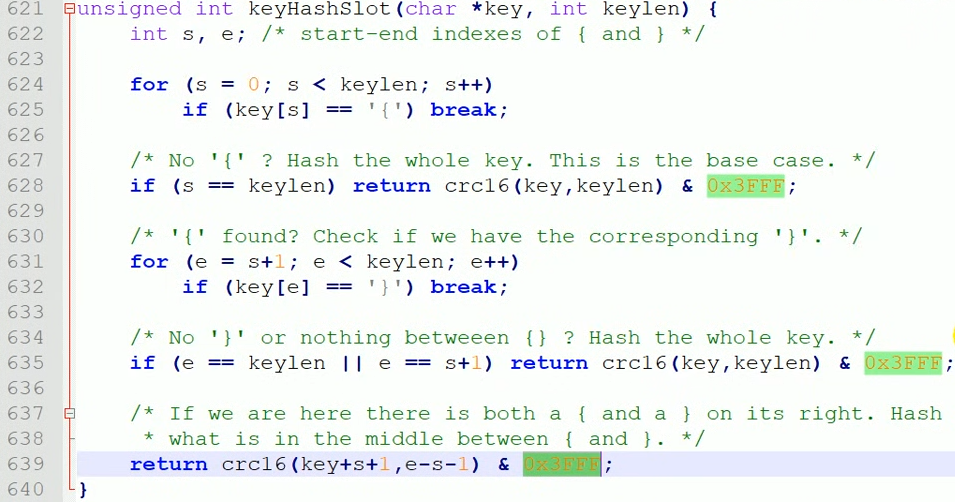 621 unsigned int keyHashSlot(char *key, int keylen) {
622     int s, e; /* start-end indexes of { and } */
623
624     for (s = 0; s < keylen; s++)
625         if (key[s] == '{') break;
626
627     /* No '{' ? Hash the whole key. This is the base case. */
628     if (s == keylen) return crc16(key,keylen) & 0x3FFF;
629
630     /* '{' found? Check if we have the corresponding '}'. */
631     for (e = s+1; e < keylen; e++)
632         if (key[e] == '}') break;
633
634     /* No '}' or nothing betweeen {} ? Hash the whole key. */
635     if (e == keylen || e == s+1) return crc16(key,keylen) & 0x3FFF;
636
637     /* If we are here there is both a { and a } on its right. Hash
638      * what is in the middle between { and }. */
639     return crc16(key+s+1,e-s-1) & 0x3FFF;
640 }